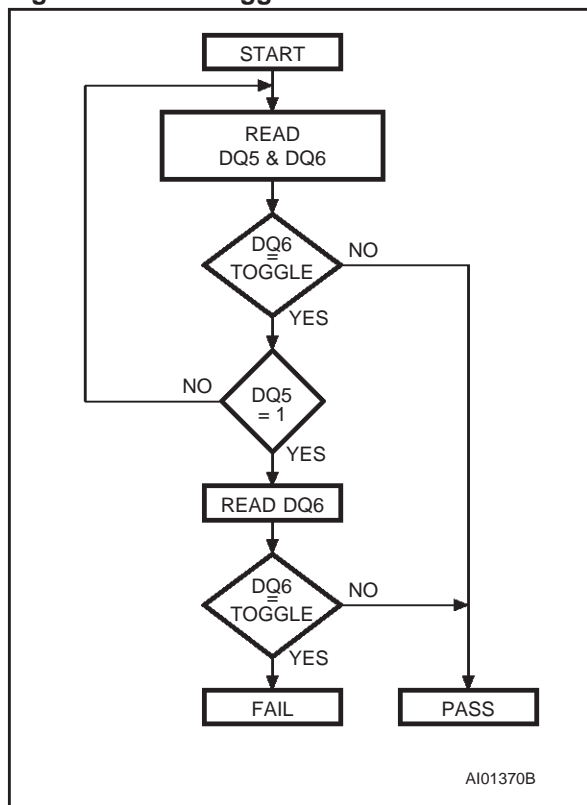 START
READ
DQ5 & DQ6
DQ6
=
TOGGLE
NO
YES
NO
DQ5
= 1
YES
READ DQ6
DQ6
=
TOGGLE
NO
YES
FAIL
PASS
AI01370B